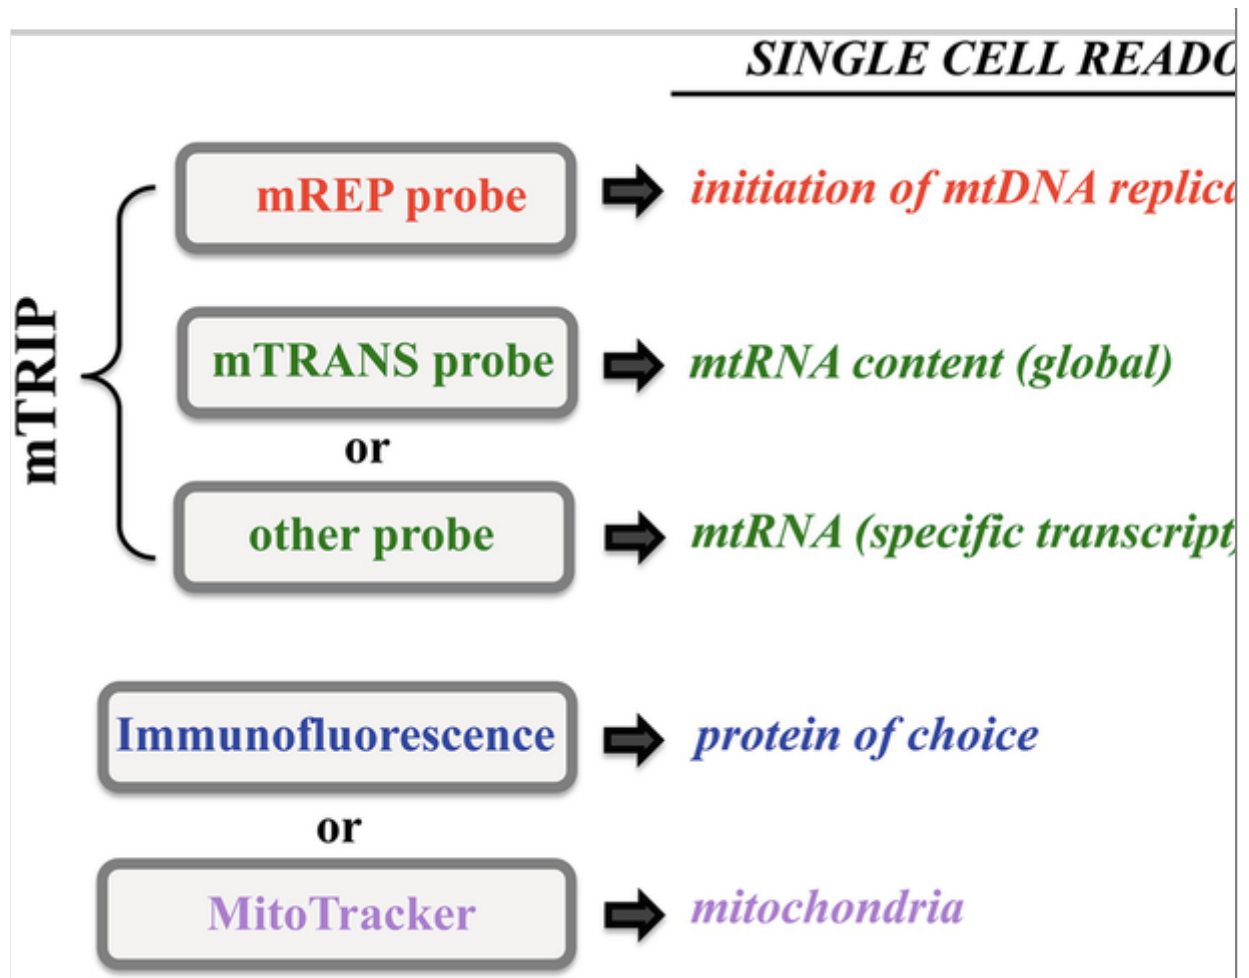 SINGLE CELL READO
mTRIP
mREP probe
initiation of mtDNA replica
mTRANS probe
mtRNA content (global)
or
other probe
mtRNA (specific transcript)
Immunofluorescence
protein of choice
or
MitoTracker
mitochondria